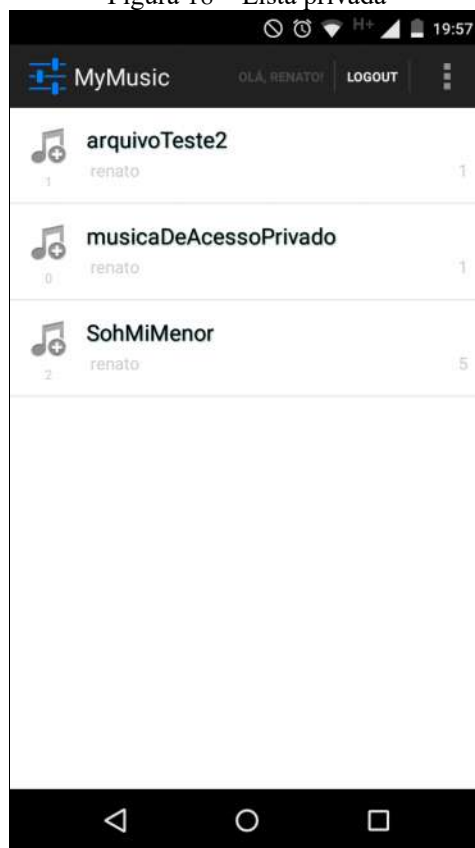 Figura 18 – Lista privada
H+ 19:57
MyMusic OLÁ, RENATO! LOGOUT
arquivoTeste2
renato
1 1
musicaDeAcessoPrivado
renato
0 1
SohMiMenor
renato
2 5